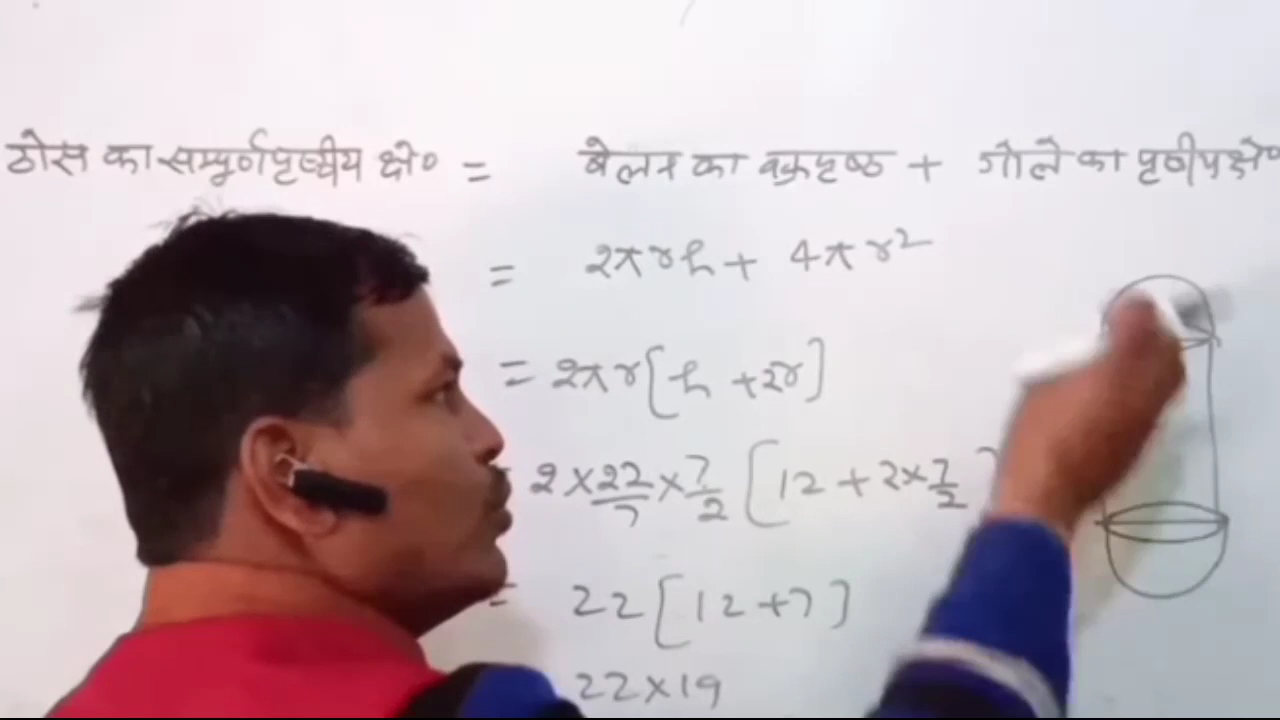 ठोस का सम्पूर्ण पृष्ठीय क्षे० = बेलन का वक्रपृष्ठ + गोले का पृष्ठीय क्षे०
= 2πrh + 4πr²
= 2πr[h + 2r]
= 2 × 22/7 × 7/2 [12 + 2 × 7/2
= 22[12 + 7]
22 × 19